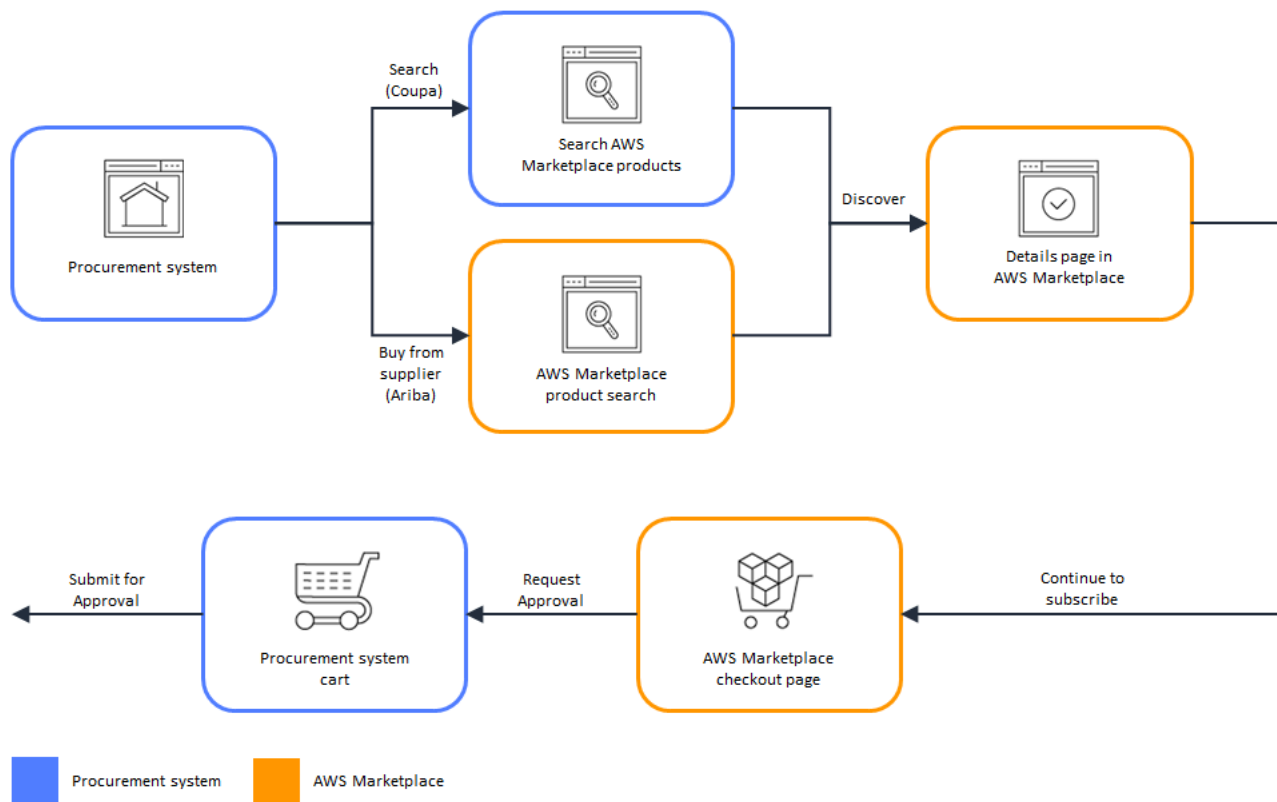 Search
(Coupa)
Search AWS
Marketplace products
Procurement system
Discover
Details page in
AWS Marketplace
Buy from
supplier
(Ariba)
AWS Marketplace
product search
Submit for
Approval
Procurement system
cart
Request
Approval
AWS Marketplace
checkout page
Continue to
subscribe
Procurement system
AWS Marketplace